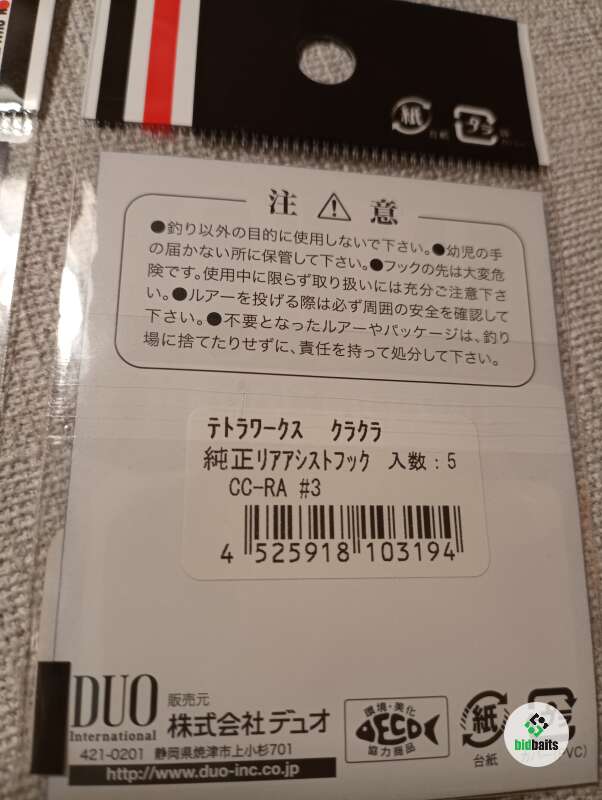 紙
プラ
注 意
●釣り以外の目的に使用しないで下さい。●幼児の手
の届かない所に保管して下さい。●フックの先は大変危
険です。使用中に限らず取り扱いには充分ご注意下さ
い。●ルアーを投げる際は必ず周囲の安全を確認して
下さい。●不要となったルアーやパッケージは、釣り
場に捨てたりせずに、責任を持って処分して下さい。
テトラワークス クラクラ
純正リアアシストフック 入数:5
CC-RA #3
4 525918 103194
DUO
International
販売元
株式会社デュオ
421-0201 静岡県焼津市上小杉701
http://www.duo-inc.co.jp
環境・美化
ECO
協力商品
紙
台紙
bidbaits